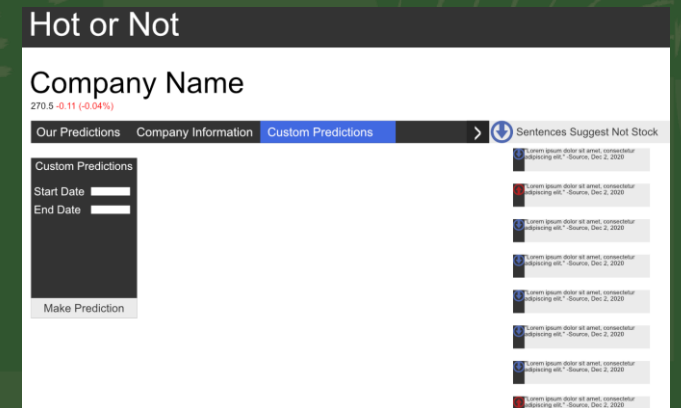 Hot or Not
Company Name
270.5 -0.11 (-0.04%)
Our Predictions Company Information Custom Predictions > Sentences Suggest Not Stock
Custom Predictions
Start Date
End Date
Make Prediction
"Lorem ipsum dolor sit amet, consectetur
adipiscing elit." -Source, Dec 2, 2020
"Lorem ipsum dolor sit amet, consectetur
adipiscing elit." -Source, Dec 2, 2020
"Lorem ipsum dolor sit amet, consectetur
adipiscing elit." -Source, Dec 2, 2020
"Lorem ipsum dolor sit amet, consectetur
adipiscing elit." -Source, Dec 2, 2020
"Lorem ipsum dolor sit amet, consectetur
adipiscing elit." -Source, Dec 2, 2020
"Lorem ipsum dolor sit amet, consectetur
adipiscing elit." -Source, Dec 2, 2020
"Lorem ipsum dolor sit amet, consectetur
adipiscing elit." -Source, Dec 2, 2020
"Lorem ipsum dolor sit amet, consectetur
adipiscing elit." -Source, Dec 2, 2020